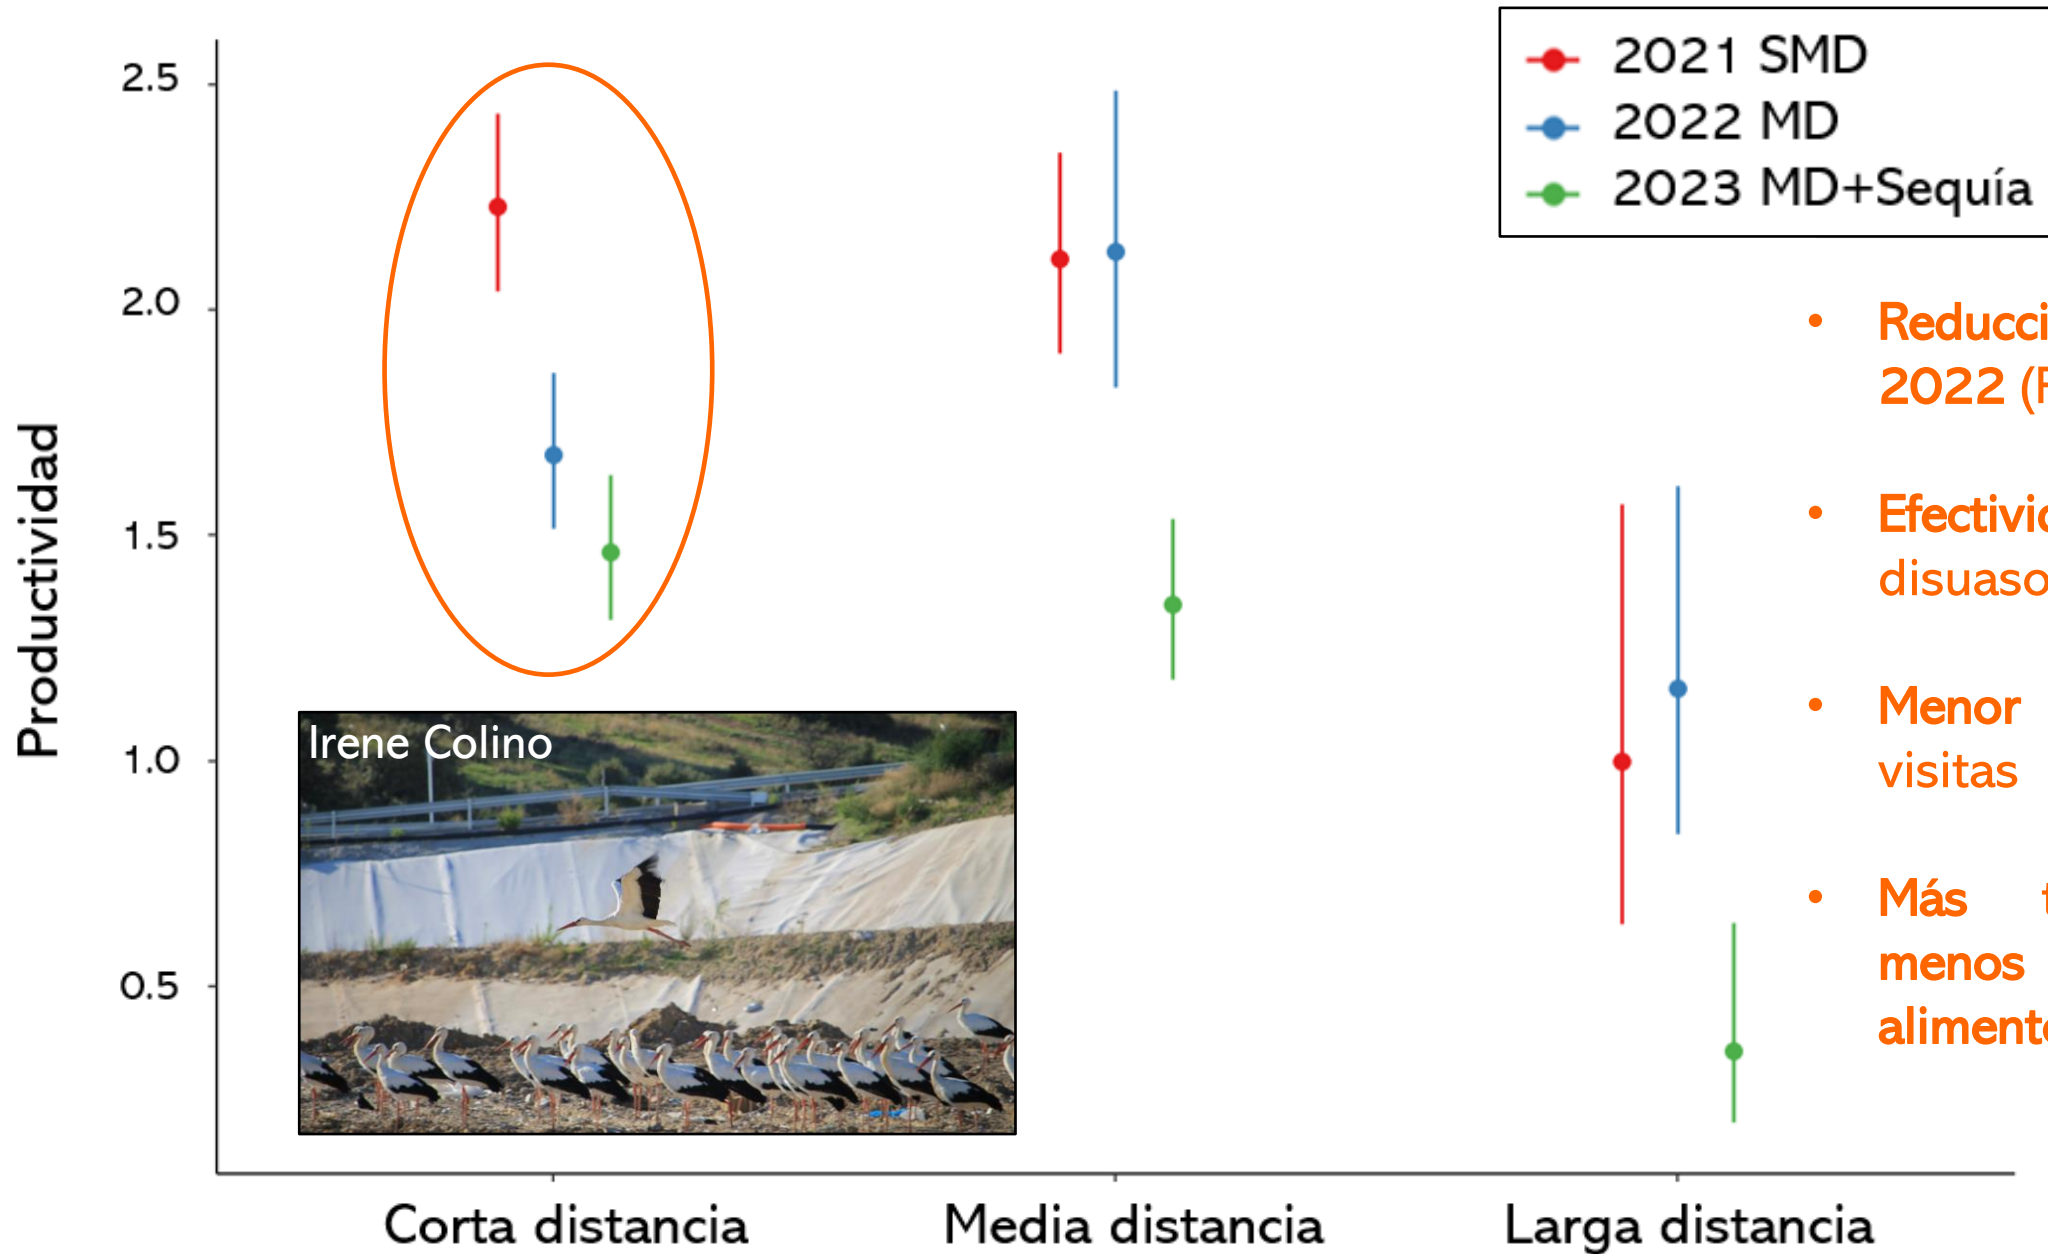 2021 SMD
2022 MD
2023 MD+Sequía
2.5
2.0
1.5
1.0
0.5
Productividad
Irene Colino
Corta distancia
Media distancia
Larga distancia
•
2022
•
•
Menor
visitas
•
Más
menos